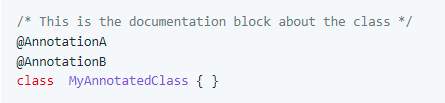 /* This is the documentation block about the class */
@AnnotationA
@AnnotationB
class  MyAnnotatedClass { }